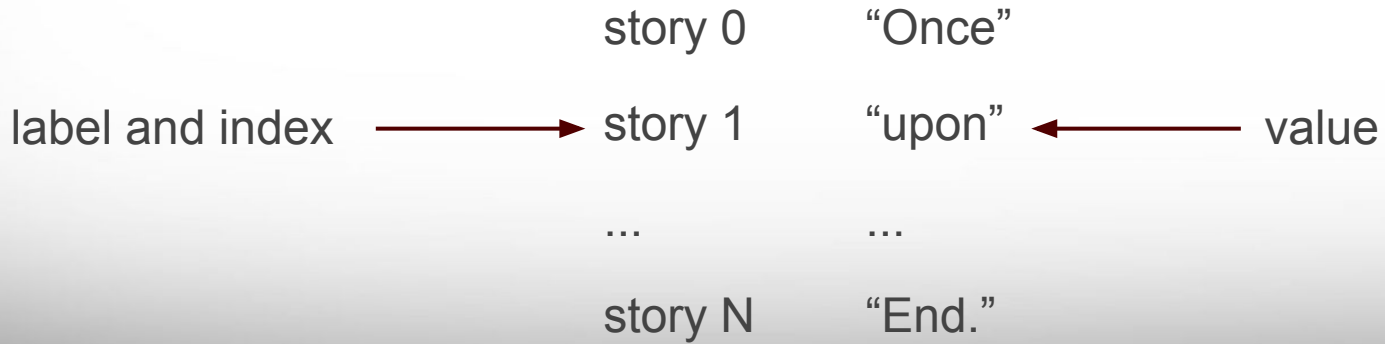 story 0 “Once”
label and index story 1 “upon” value
... ...
story N “End.”